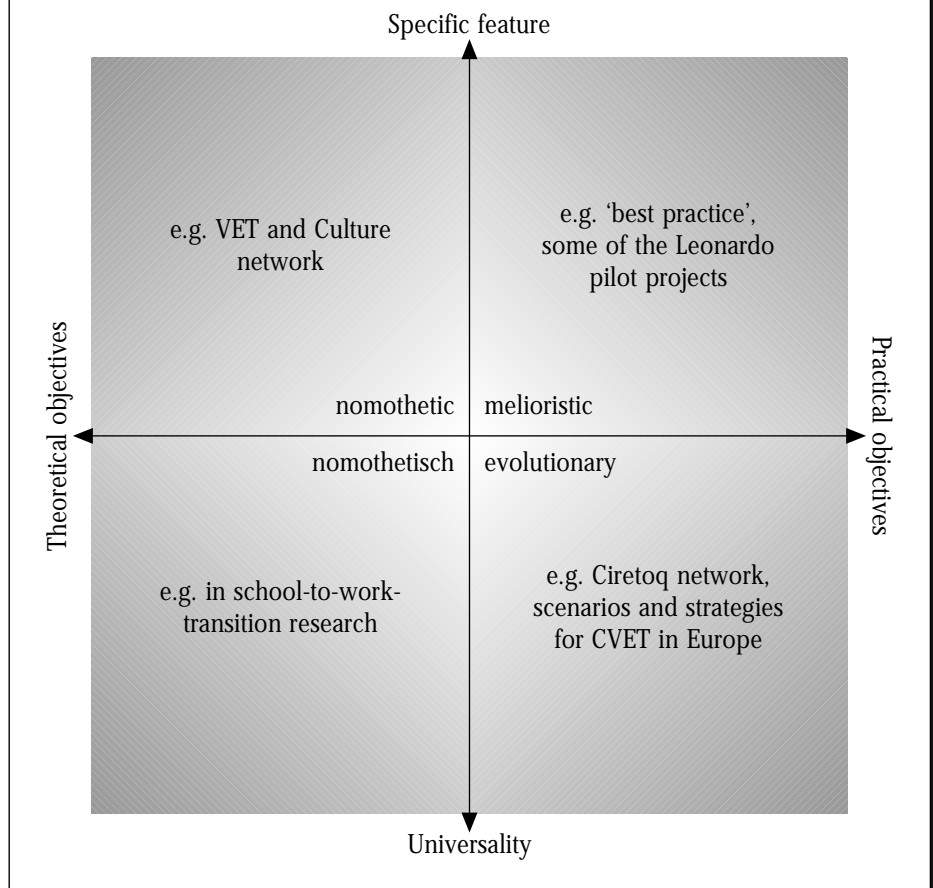 Specific feature
e.g. VET and Culture
network
e.g. ‘best practice’,
some of the Leonardo
pilot projects
Theoretical objectives
Practical objectives
nomothetic
melioristic
nomothetisch
evolutionary
e.g. in school-to-work-
transition research
e.g. Ciretoq network,
scenarios and strategies
for CVET in Europe
Universality